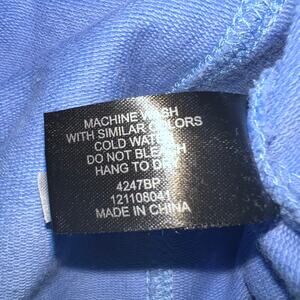 MACHINE WASH
WITH SIMILAR COLORS
COLD WATER
DO NOT BLEACH
HANG TO DRY
4247BP
121108041
MADE IN CHINA